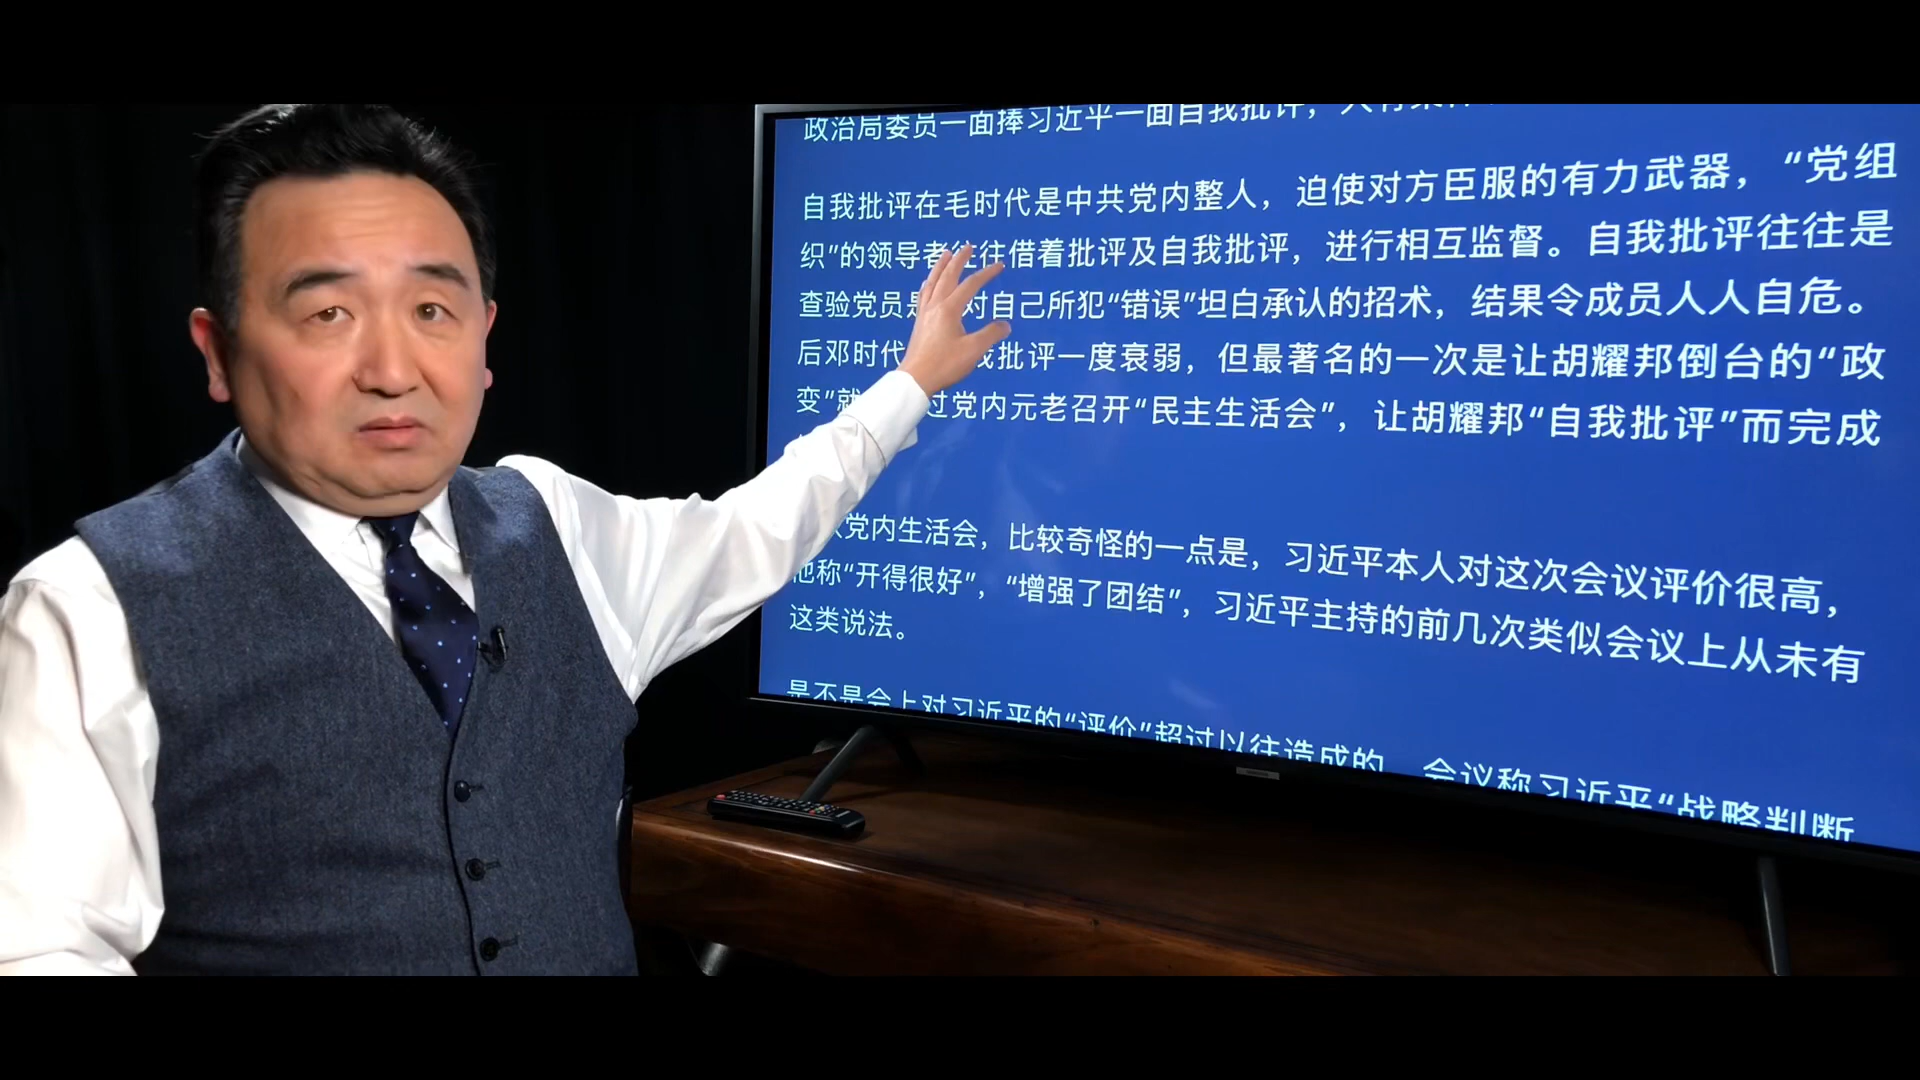 政治局委员一面捧习近平一面自我批评，只有
自我批评在毛时代是中共党内整人，迫使对方臣服的有力武器，“党组
织”的领导者往往借着批评及自我批评，进行相互监督。自我批评往往是
查验党员是 对自己所犯“错误”坦白承认的招术，结果令成员人人自危。
后邓时代 我批评一度衰弱，但最著名的一次是让胡耀邦倒台的“政
变”就 过党内元老召开“民主生活会”，让胡耀邦“自我批评”而完成
党内生活会，比较奇怪的一点是，习近平本人对这次会议评价很高，
他称“开得很好”，“增强了团结”，习近平主持的前几次类似会议上从未有
这类说法。
是不是会上对习近平的“评价”超过以往造成的 会议称习近平“战略判断